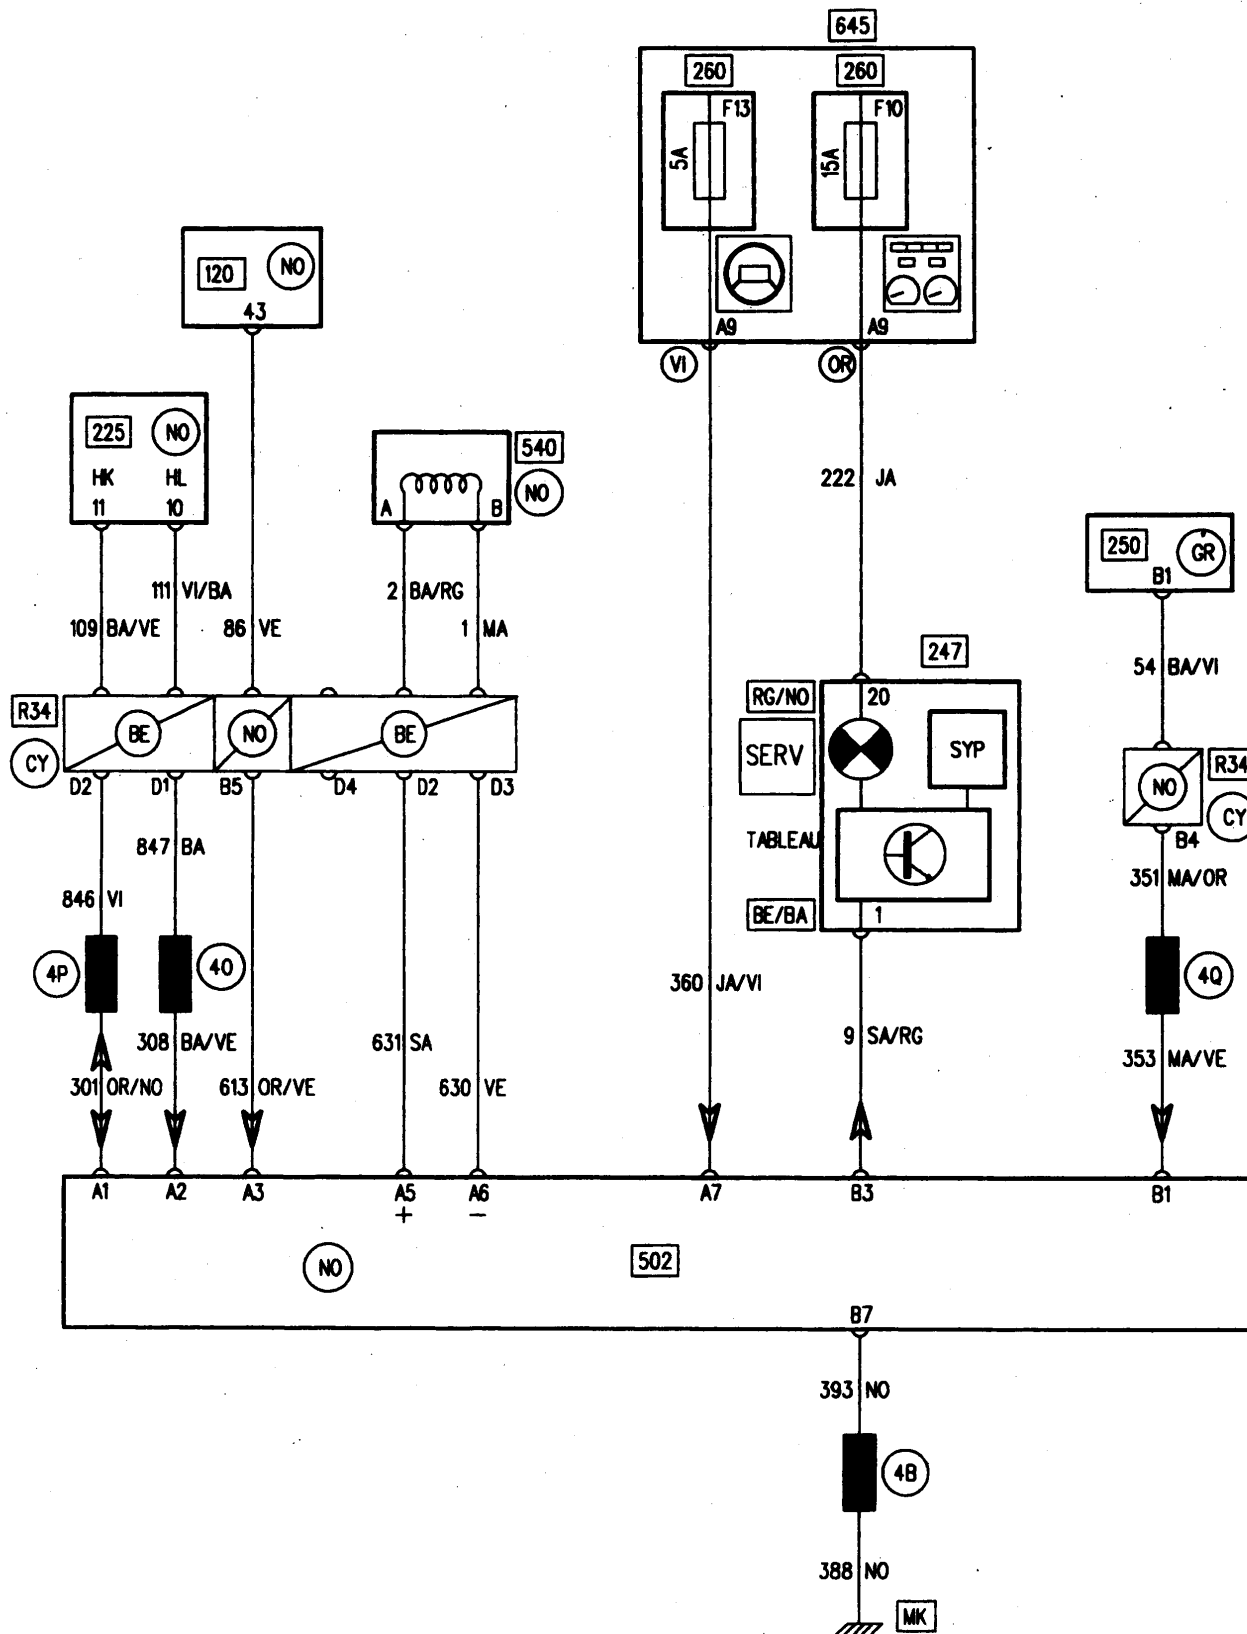 645
260 260
F13 F10
5A 15A
120 NO
43
A9 A9
VI OR
225 NO
HK HL
11 10
540
A B NO
222 JA
250 GR
B1
111 VI/BA 2 BA/RG
109 BA/VE 86 VE 1 MA
247
54 BA/VI
R34 BE NO BE
CY
D2 D1 B5 D4 D2 D3
RG/NO 20
SERV SYP
TABLEAU
BE/BA 1
NO R34
CY
B4
847 BA
351 MA/OR
846 VI
4P 40 4Q
360 JA/VI
308 BA/VE 631 SA 9 SA/RG
353 MA/VE
301 OR/NO 613 OR/VE 630 VE
A1 A2 A3 A5 A6 A7 B3 B1
+ −
NO 502
B7
393 NO
4B
388 NO
MK